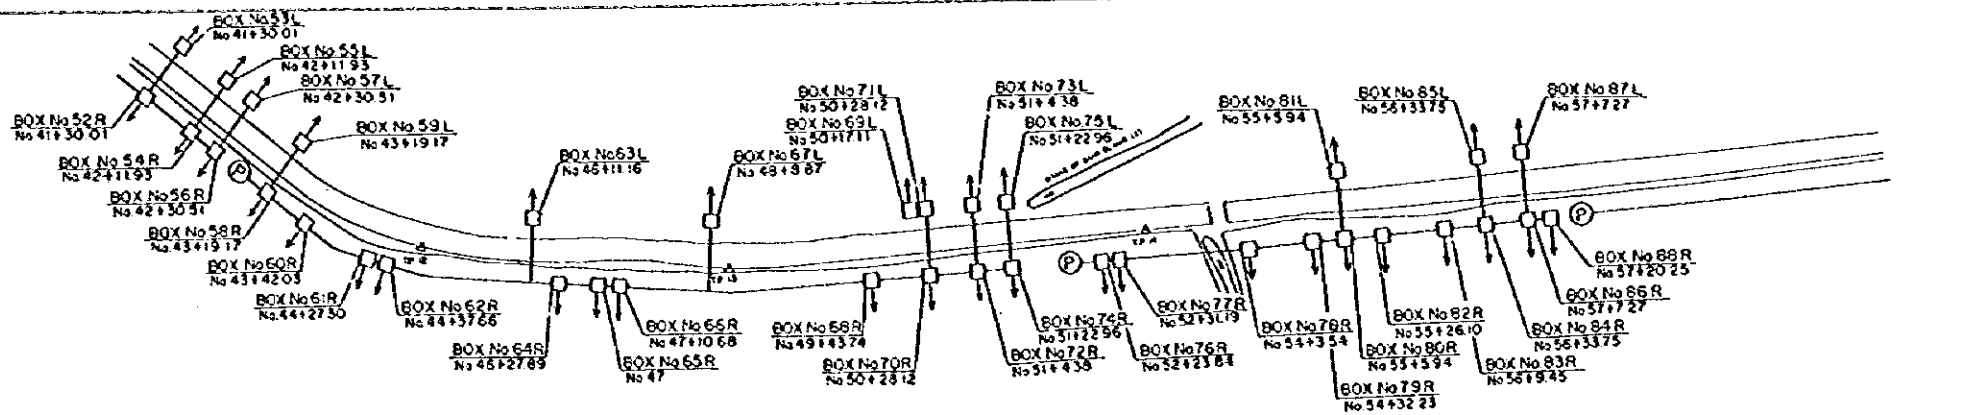 BOX No 53L
No 41+30.01
BOX No 55L
No 42+11.93
BOX No 57L
No 42+30.51
BOX No 52R
No 41+30.01
BOX No 59L
No 43+19.17
BOX No 54R
No 42+11.93
BOX No 56R
No 42+30.51
BOX No 58R
No 43+19.17
BOX No 60R
No 43+42.03
BOX No 61R
No 44+27.50
BOX No 62R
No 44+37.66
BOX No 63L
No 46+11.16
BOX No 64R
No 46+27.89
BOX No 65R
No 47
BOX No 66R
No 47+10.68
BOX No 67L
No 48+9.87
BOX No 68R
No 49+43.74
BOX No 71L
No 50+28.12
BOX No 69L
No 50+17.11
BOX No 70R
No 50+28.12
BOX No 73L
No 51+4.38
BOX No 75L
No 51+22.96
BOX No 72R
No 51+4.38
BOX No 74R
No 51+22.96
BOX No 76R
No 52+23.84
BOX No 77R
No 52+31.19
BOX No 78R
No 54+3.54
BOX No 79R
No 54+32.23
BOX No 81L
No 55+5.94
BOX No 80R
No 55+5.94
BOX No 82R
No 55+26.10
BOX No 83R
No 56+9.45
BOX No 85L
No 56+33.75
BOX No 84R
No 56+33.75
BOX No 87L
No 57+7.27
BOX No 86R
No 57+7.27
BOX No 88R
No 57+20.25
P
P
P